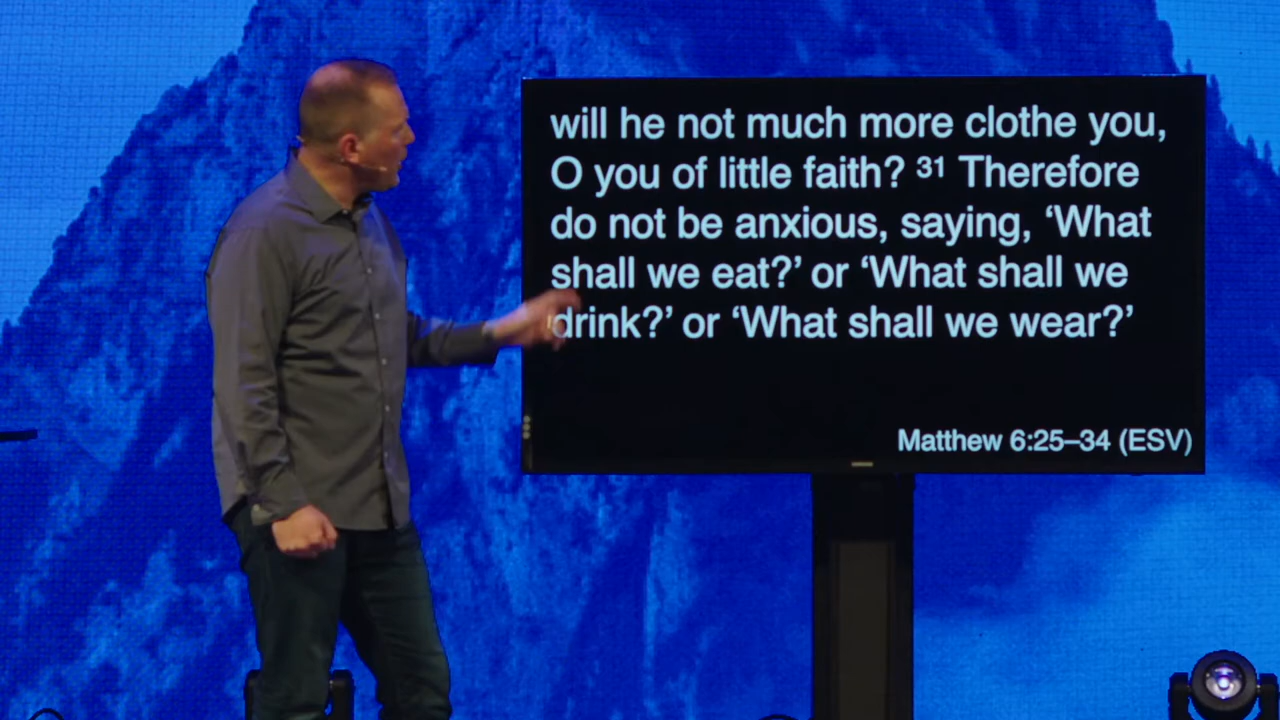 will he not much more clothe you,
O you of little faith? 31 Therefore
do not be anxious, saying, ‘What
shall we eat?’ or ‘What shall we
drink?’ or ‘What shall we wear?’
Matthew 6:25–34 (ESV)